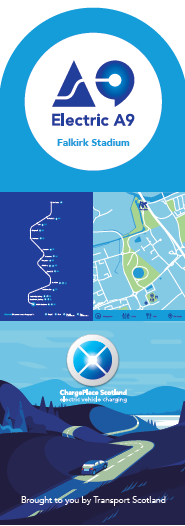 A9
Electric A9
Falkirk Stadium
ChargePlace Scotland
electric vehicle charging
Brought to you by Transport Scotland